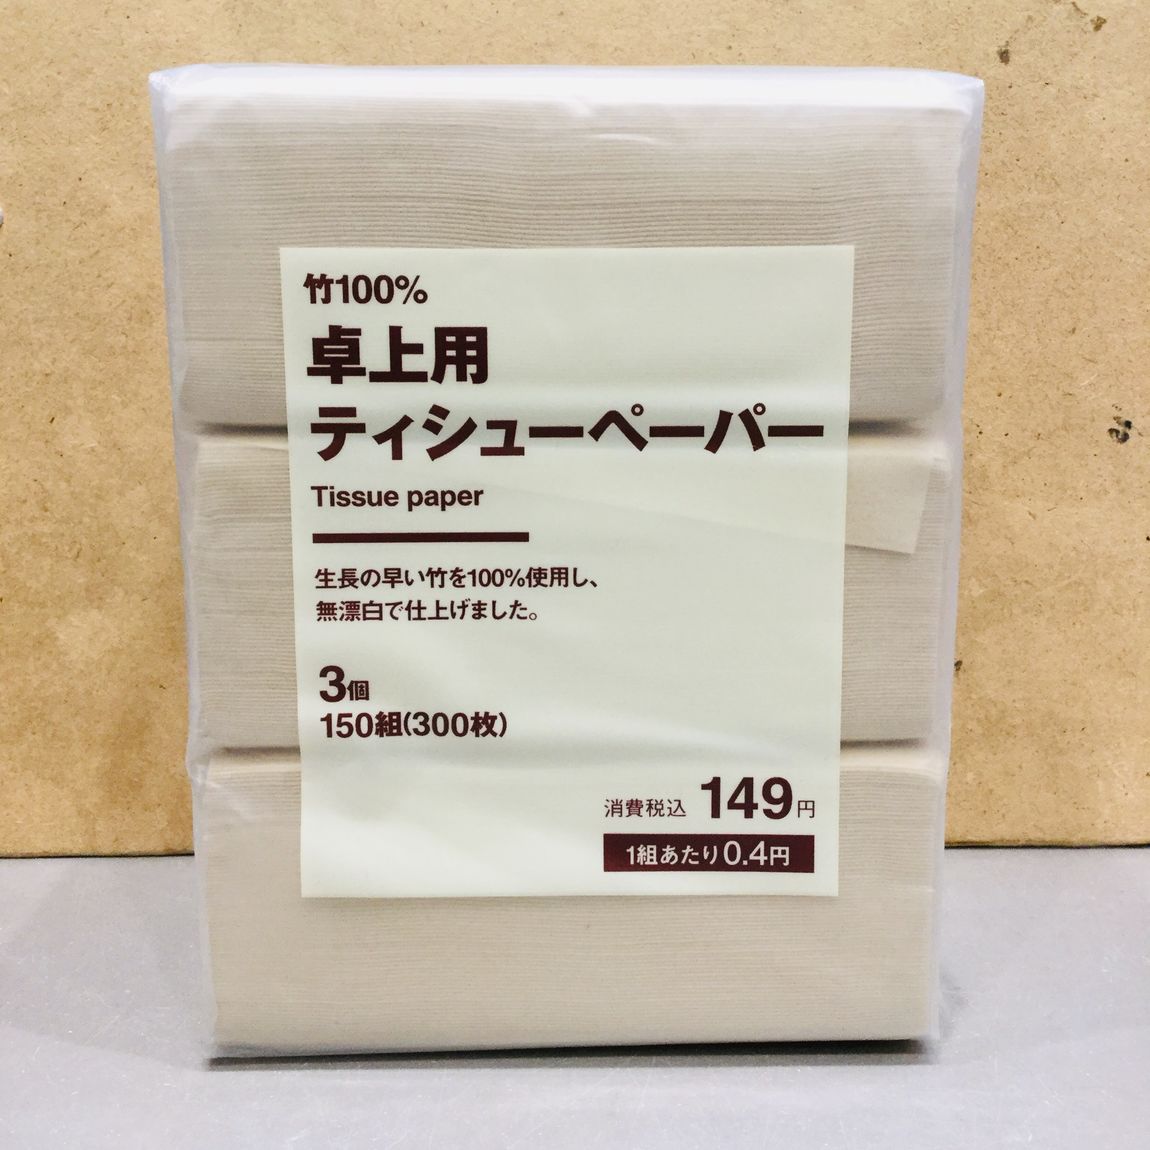 竹100%
卓上用
ティシューペーパー
Tissue paper
生長の早い竹を100%使用し、
無漂白で仕上げました。
3個
150組(300枚)
消費税込 149円
1組あたり0.4円